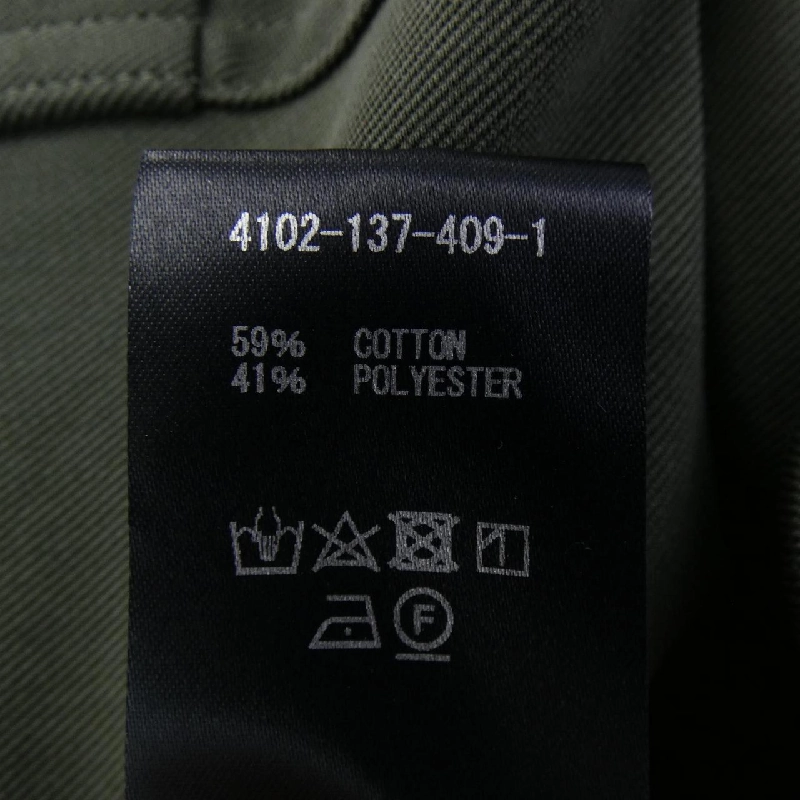 4102-137-409-1
59% COTTON
41% POLYESTER
F